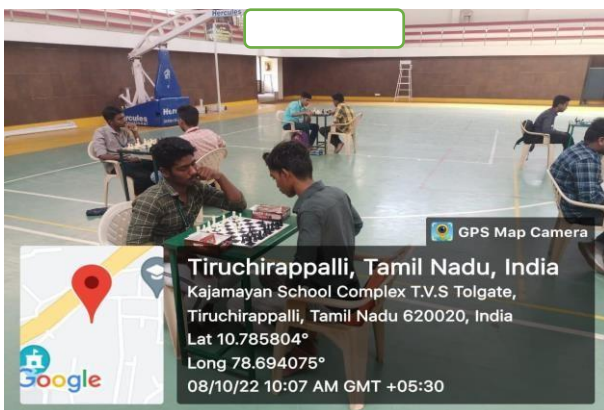 Hercules
Hercules
Hercules
GPS Map Camera
Tiruchirappalli, Tamil Nadu, India
Kajamayan School Complex T.V.S Tolgate,
Tiruchirappalli, Tamil Nadu 620020, India
Lat 10.785804°
Long 78.694075°
08/10/22 10:07 AM GMT +05:30
Google